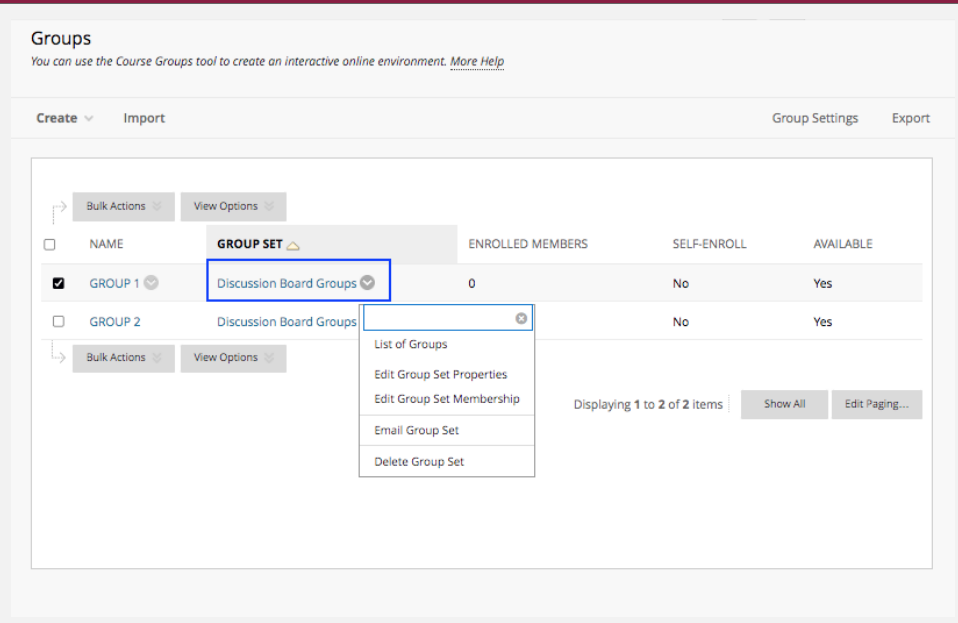 Groups
You can use the Course Groups tool to create an interactive online environment. More Help
Create Import Group Settings Export
Bulk Actions View Options
NAME GROUP SET ENROLLED MEMBERS SELF-ENROLL AVAILABLE
GROUP 1 Discussion Board Groups 0 No Yes
GROUP 2 Discussion Board Groups No Yes
List of Groups
Bulk Actions View Options
Edit Group Set Properties
Edit Group Set Membership
Displaying 1 to 2 of 2 items Show All Edit Paging...
Email Group Set
Delete Group Set